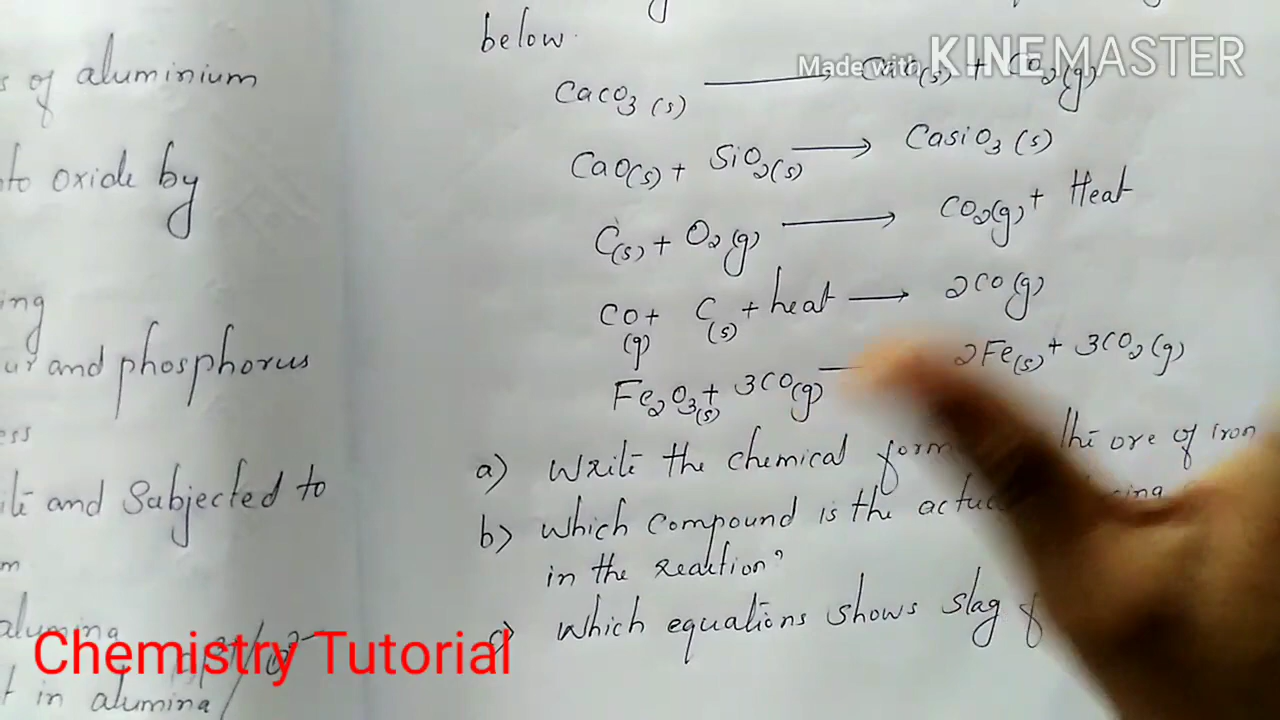 s of aluminium
nto oxide by
ing
ur and phosphorus
ess
ite and Subjected to
m
alumina
t in alumina
below.
CaCO3(s) ⟶ CaO(s) + CO2(g)
CaO(s) + SiO2(s) ⟶ CaSiO3(s)
C(s) + O2(g) ⟶ CO2(g) + Heat
CO(g) + C(s) + heat ⟶ 2CO(g)
Fe2O3(s) + 3CO(g) — 2Fe(s) + 3CO2(g)
a) Write the chemical form the ore of iron
b) Which compound is the actu cing
in the reaction?
c) Which equations shows slag f
Made with KINEMASTER
Chemistry Tutorial